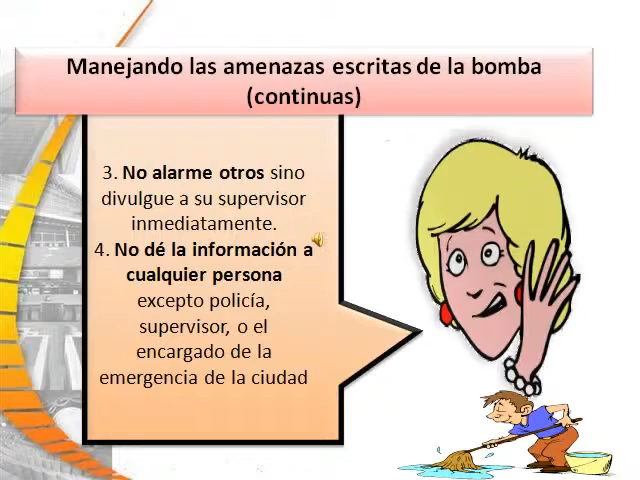 Manejando las amenazas escritas de la bomba
(continuas)
3. No alarme otros sino
divulgue a su supervisor
inmediatamente.
4. No dé la información a
cualquier persona
excepto policía,
supervisor, o el
encargado de la
emergencia de la ciudad